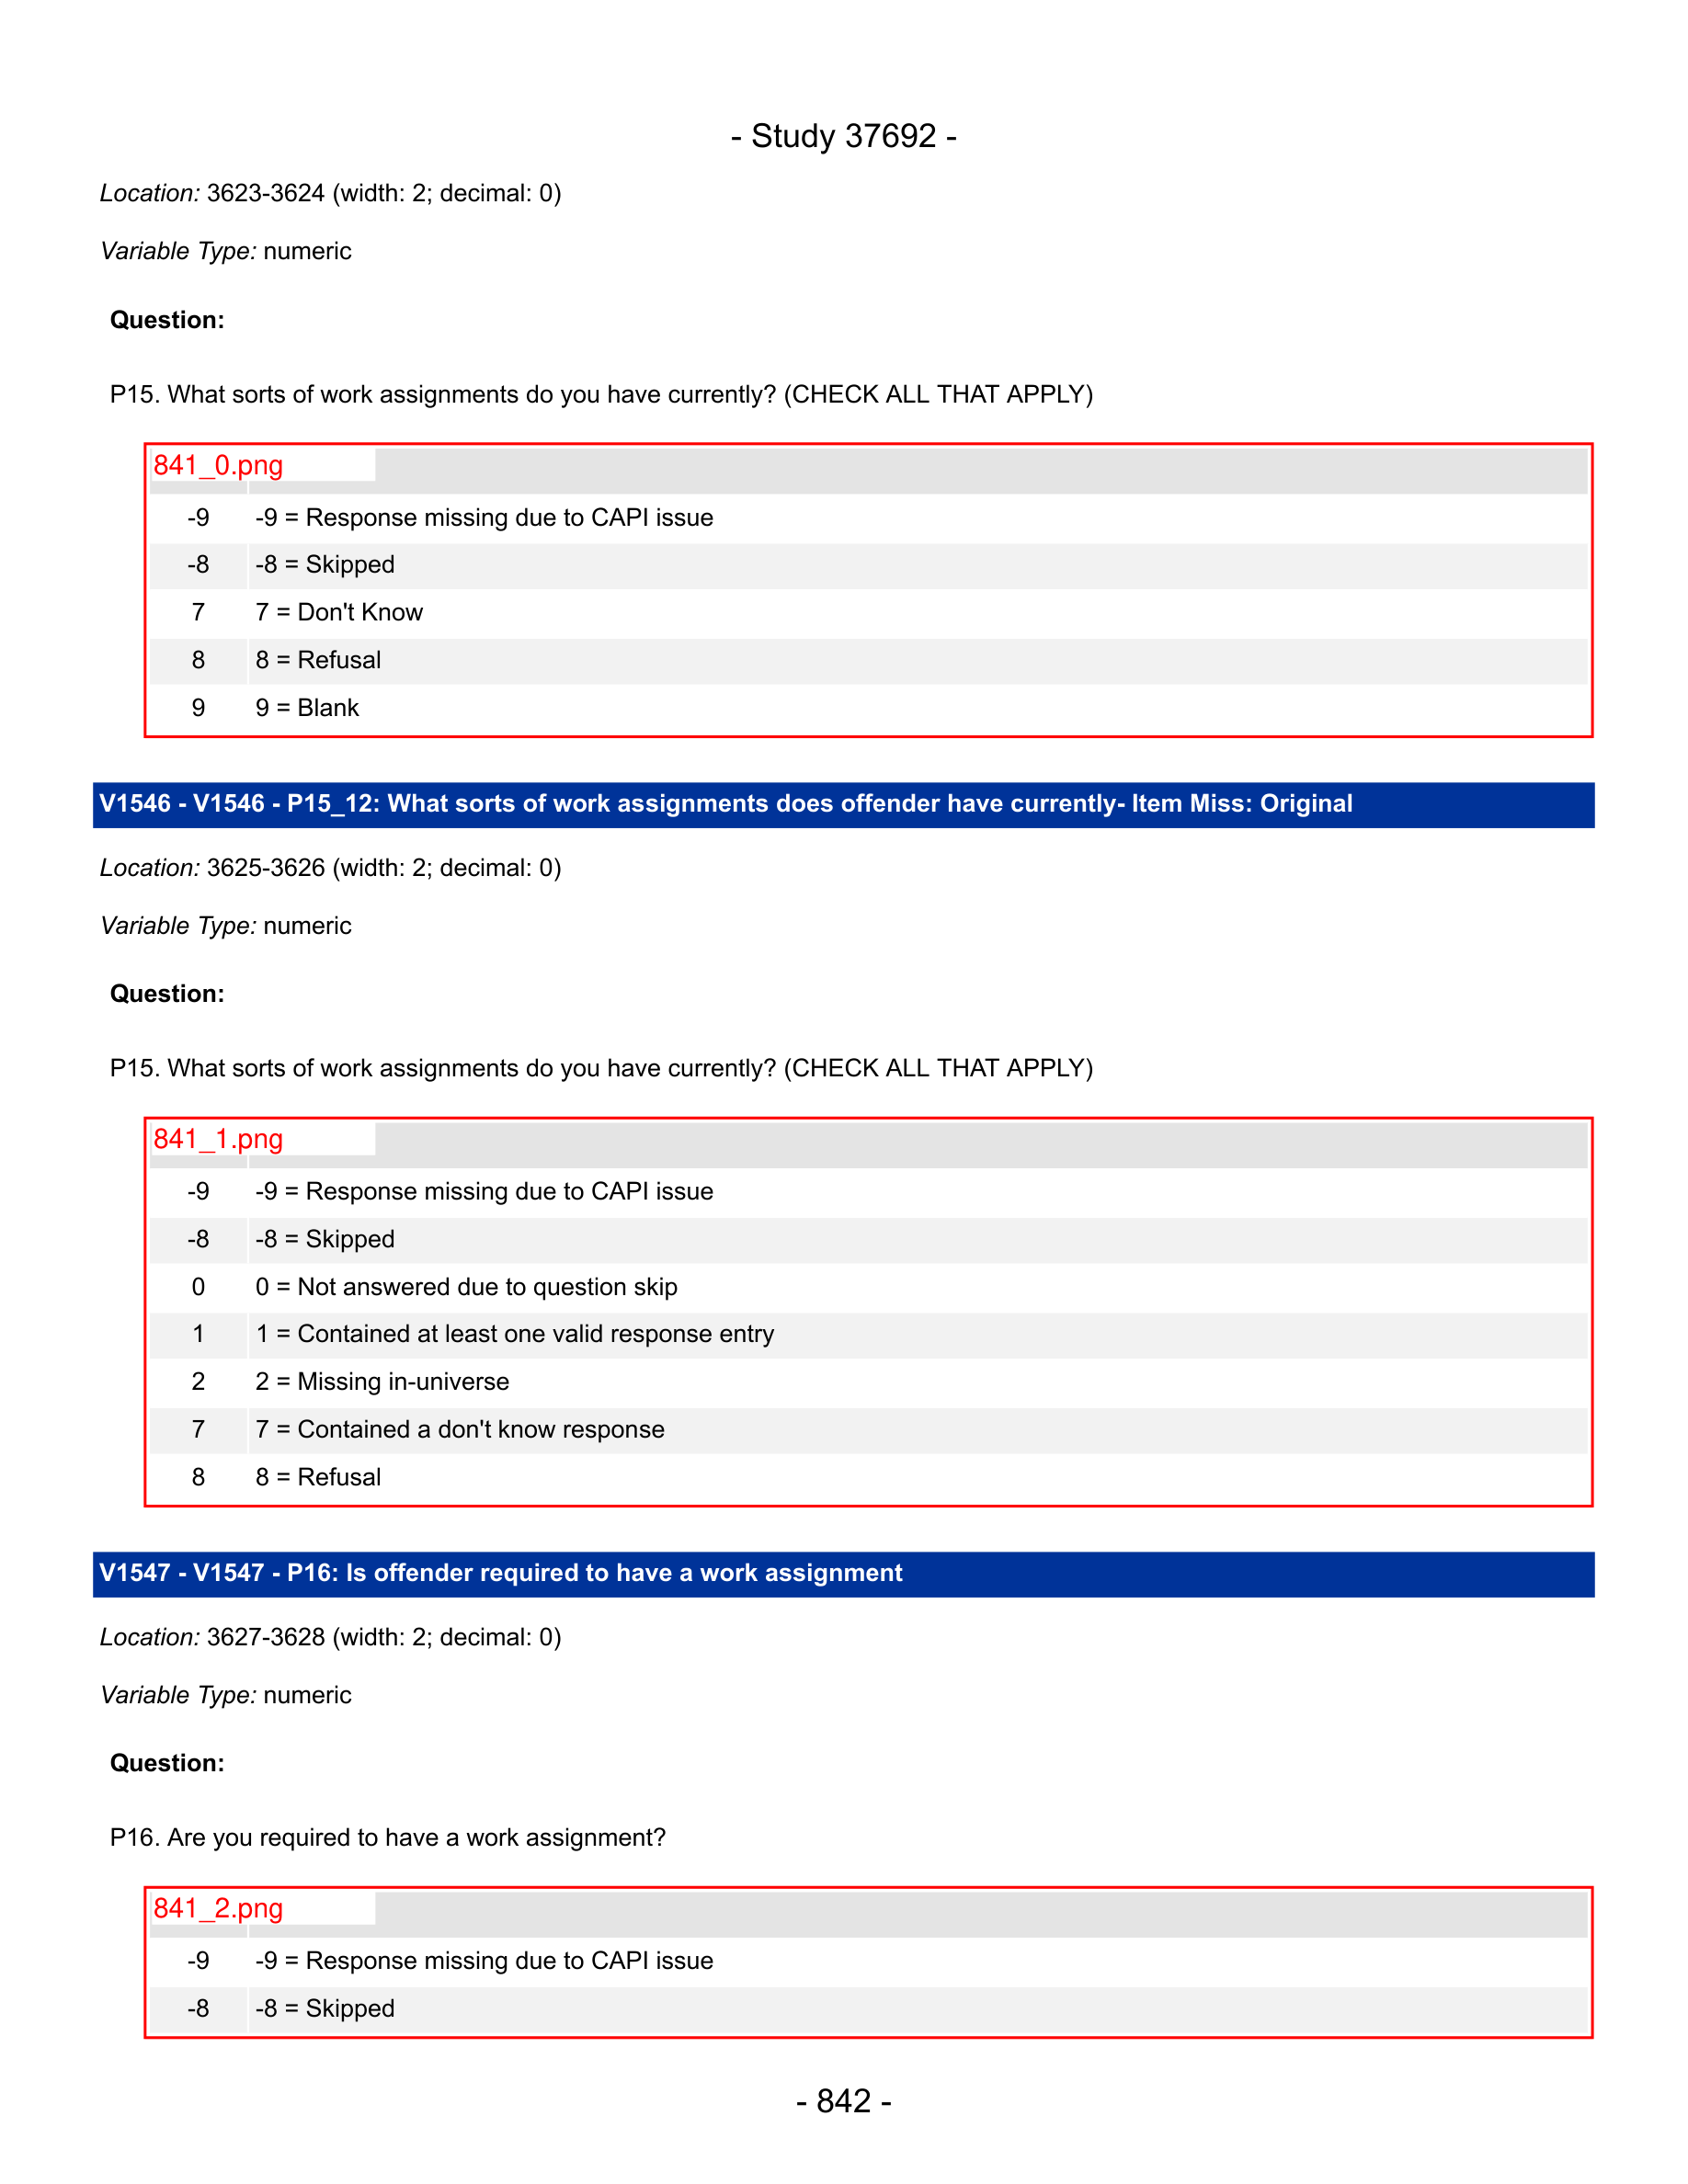 - Study 37692 -
Location: 3623-3624 (width: 2; decimal: 0)
Variable Type: numeric
Question:
P15. What sorts of work assignments do you have currently? (CHECK ALL THAT APPLY)
841_0.png
-9 -9 = Response missing due to CAPI issue
-8 -8 = Skipped
7 7 = Don't Know
8 8 = Refusal
9 9 = Blank
V1546 - V1546 - P15_12: What sorts of work assignments does offender have currently- Item Miss: Original
Location: 3625-3626 (width: 2; decimal: 0)
Variable Type: numeric
Question:
P15. What sorts of work assignments do you have currently? (CHECK ALL THAT APPLY)
841_1.png
-9 -9 = Response missing due to CAPI issue
-8 -8 = Skipped
0 0 = Not answered due to question skip
1 1 = Contained at least one valid response entry
2 2 = Missing in-universe
7 7 = Contained a don't know response
8 8 = Refusal
V1547 - V1547 - P16: Is offender required to have a work assignment
Location: 3627-3628 (width: 2; decimal: 0)
Variable Type: numeric
Question:
P16. Are you required to have a work assignment?
841_2.png
-9 -9 = Response missing due to CAPI issue
-8 -8 = Skipped
- 842 -